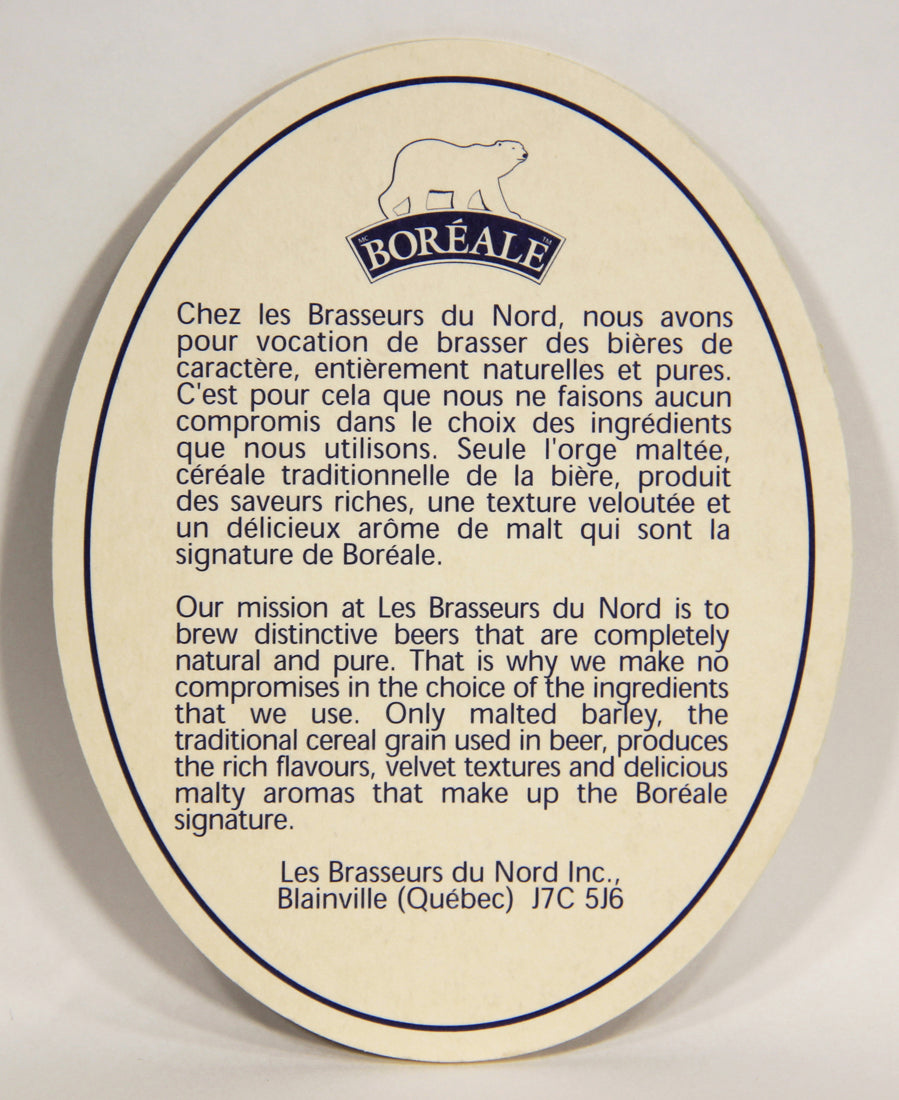 MC BORÉALE TM
Chez les Brasseurs du Nord, nous avons
pour vocation de brasser des bières de
caractère, entièrement naturelles et pures.
C'est pour cela que nous ne faisons aucun
compromis dans le choix des ingrédients
que nous utilisons. Seule l'orge maltée,
céréale traditionnelle de la bière, produit
des saveurs riches, une texture veloutée et
un délicieux arôme de malt qui sont la
signature de Boréale.
Our mission at Les Brasseurs du Nord is to
brew distinctive beers that are completely
natural and pure. That is why we make no
compromises in the choice of the ingredients
that we use. Only malted barley, the
traditional cereal grain used in beer, produces
the rich flavours, velvet textures and delicious
malty aromas that make up the Boréale
signature.
Les Brasseurs du Nord Inc.,
Blainville (Québec) J7C 5J6